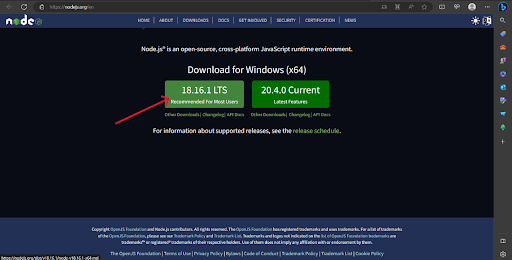 https://nodejs.org/en
node
HOME | ABOUT | DOWNLOADS | DOCS | GET INVOLVED | SECURITY | CERTIFICATION | NEWS
Node.js® is an open-source, cross-platform JavaScript runtime environment.
Download for Windows (x64)
18.16.1 LTS
Recommended For Most Users
20.4.0 Current
Latest Features
Other Downloads | Changelog | API Docs
Other Downloads | Changelog | API Docs
For information about supported releases, see the release schedule.
Copyright OpenJS Foundation and Node.js contributors. All rights reserved. The OpenJS Foundation has registered trademarks and uses trademarks. For a list of trademarks
of the OpenJS Foundation, please see our Trademark Policy and Trademark List. Trademarks and logos not indicated on the list of OpenJS Foundation trademarks are
trademarks™ or registered® trademarks of their respective holders. Use of them does not imply any affiliation with or endorsement by them.
The OpenJS Foundation | Terms of Use | Privacy Policy | Bylaws | Code of Conduct | Trademark Policy | Trademark List | Cookie Policy
https://nodejs.org/dist/v18.16.1/node-v18.16.1-x64.msi